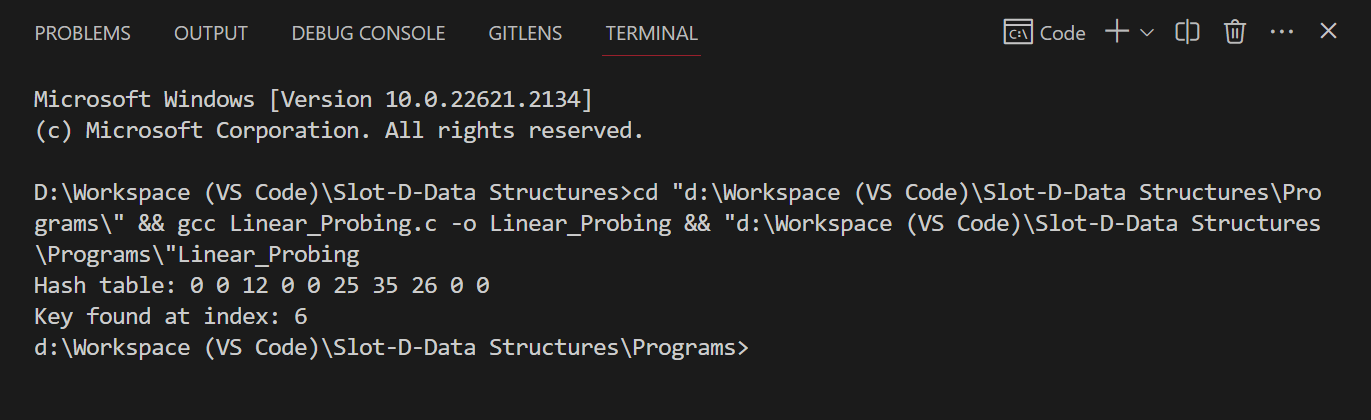 PROBLEMS OUTPUT DEBUG CONSOLE GITLENS TERMINAL C:\ Code
Microsoft Windows [Version 10.0.22621.2134]
(c) Microsoft Corporation. All rights reserved.
D:\Workspace (VS Code)\Slot-D-Data Structures>cd "d:\Workspace (VS Code)\Slot-D-Data Structures\Pro
grams\" && gcc Linear_Probing.c -o Linear_Probing && "d:\Workspace (VS Code)\Slot-D-Data Structures
\Programs\"Linear_Probing
Hash table: 0 0 12 0 0 25 35 26 0 0
Key found at index: 6
d:\Workspace (VS Code)\Slot-D-Data Structures\Programs>